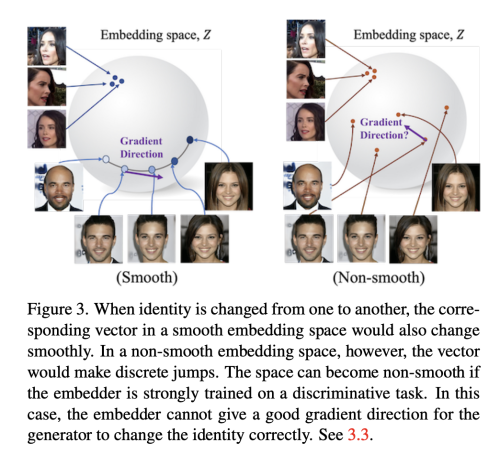 Embedding space, Z
Embedding space, Z
Gradient
Direction
Gradient
Direction?
(Smooth)
(Non-smooth)
Figure 3. When identity is changed from one to another, the corre-
sponding vector in a smooth embedding space would also change
smoothly. In a non-smooth embedding space, however, the vector
would make discrete jumps. The space can become non-smooth if
the embedder is strongly trained on a discriminative task. In this
case, the embedder cannot give a good gradient direction for the
generator to change the identity correctly. See 3.3.